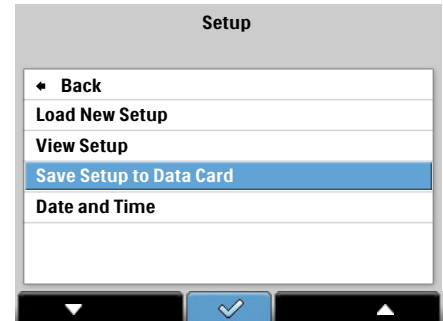 Setup
Back
Load New Setup
View Setup
Save Setup to Data Card
Date and Time